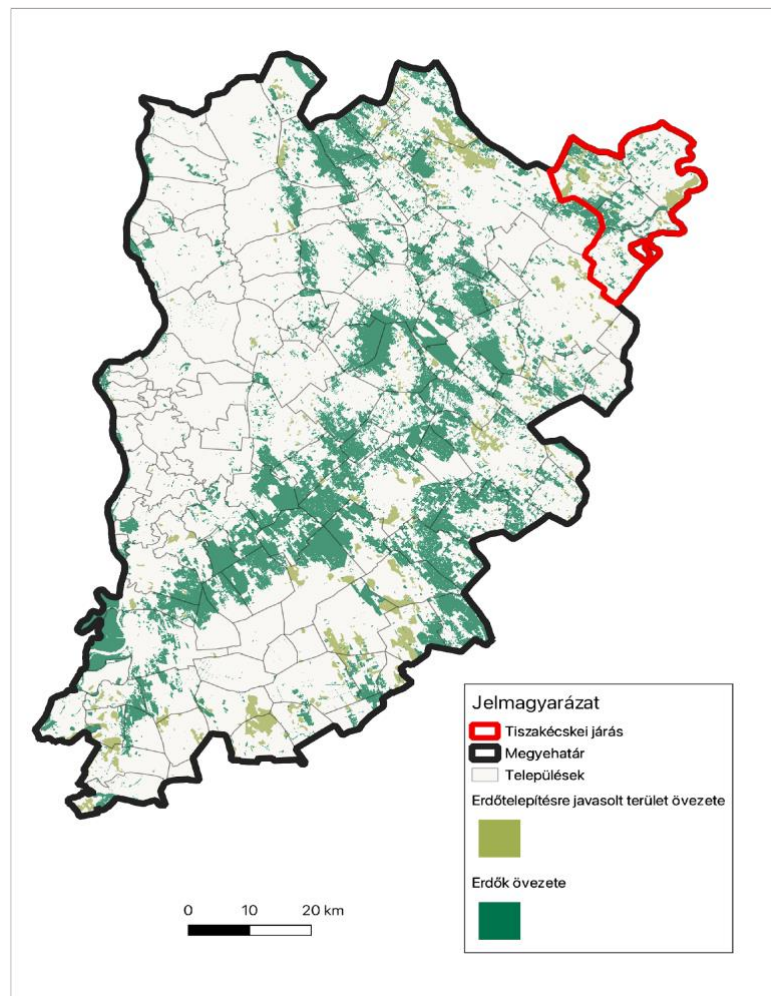 Jelmagyarázat
Tiszakécskei járás
Megyehatár
Települések
Erdőtelepítésre javasolt terület övezete
Erdők övezete
0 10 20 km